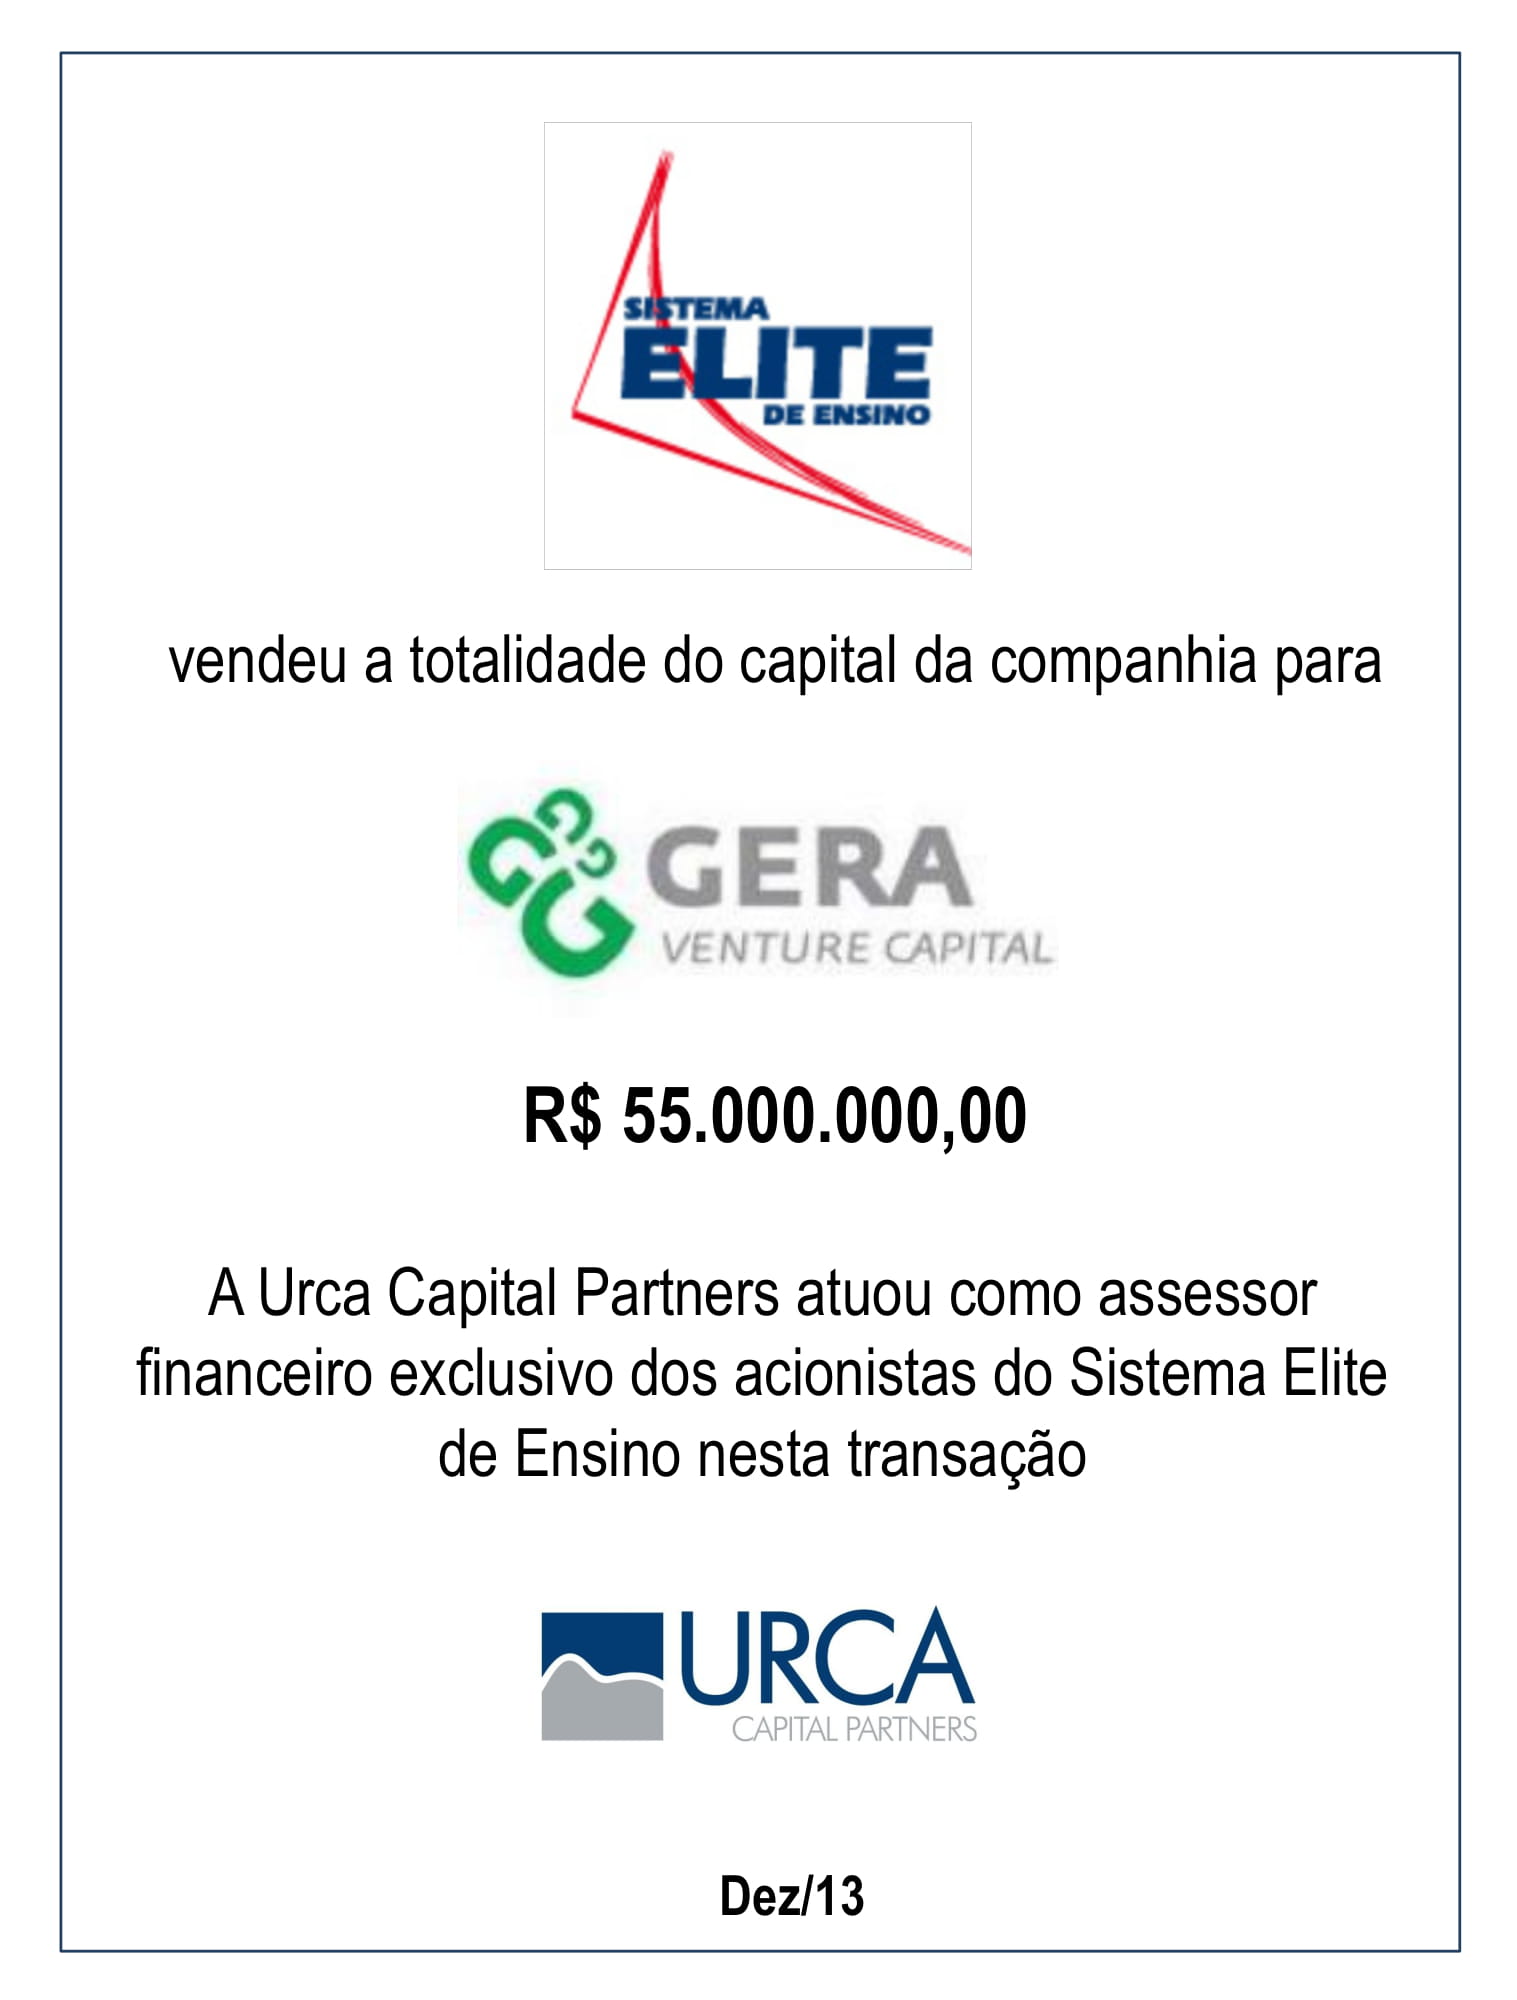 SISTEMA
ELITE
DE ENSINO
vendeu a totalidade do capital da companhia para
GERA
VENTURE CAPITAL
R$ 55.000.000,00
A Urca Capital Partners atuou como assessor
financeiro exclusivo dos acionistas do Sistema Elite
de Ensino nesta transação
URCA
CAPITAL PARTNERS
Dez/13